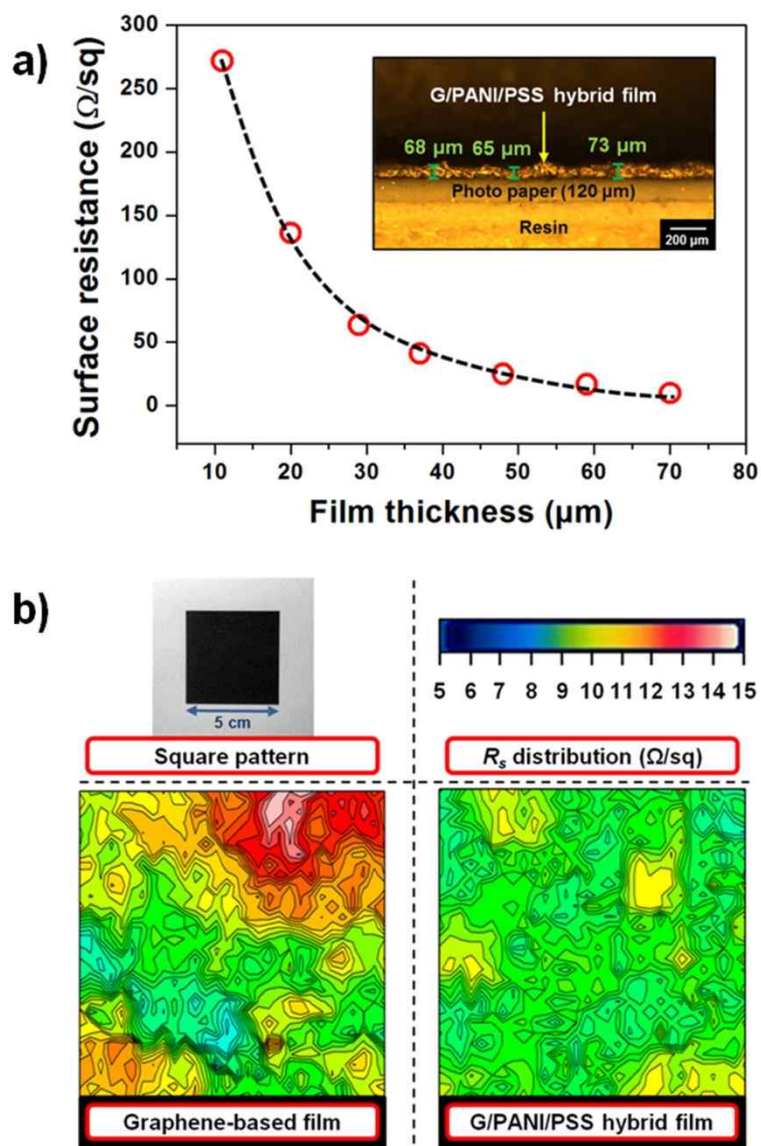 a)
Surface resistance (Ω/sq)
300
250
200
150
100
50
0
10 20 30 40 50 60 70 80
Film thickness (µm)
G/PANI/PSS hybrid film
68 µm 65 µm 73 µm
Photo paper (120 µm)
Resin
200 µm
b)
5 cm
Square pattern
5 6 7 8 9 10 11 12 13 14 15
Rs distribution (Ω/sq)
Graphene-based film
G/PANI/PSS hybrid film